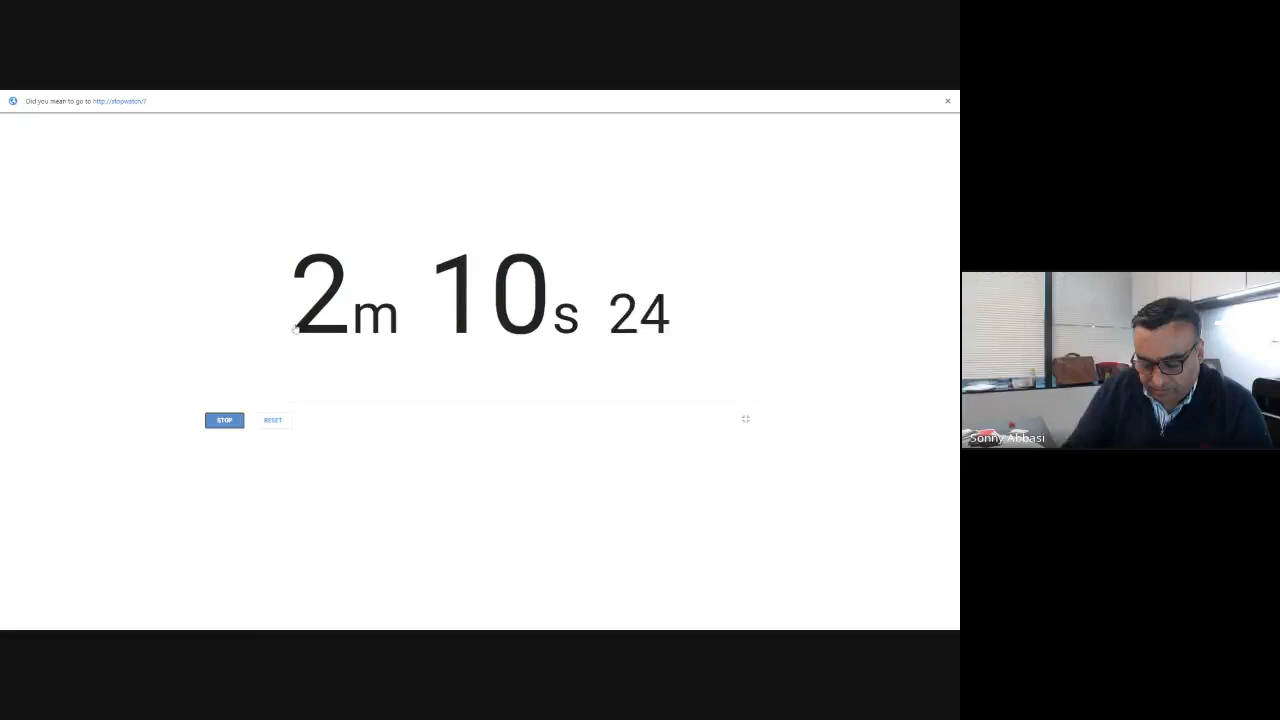 Did you mean to go to http://stopwatch/?
2m 10s 24
STOP RESET
Sonny Abbasi